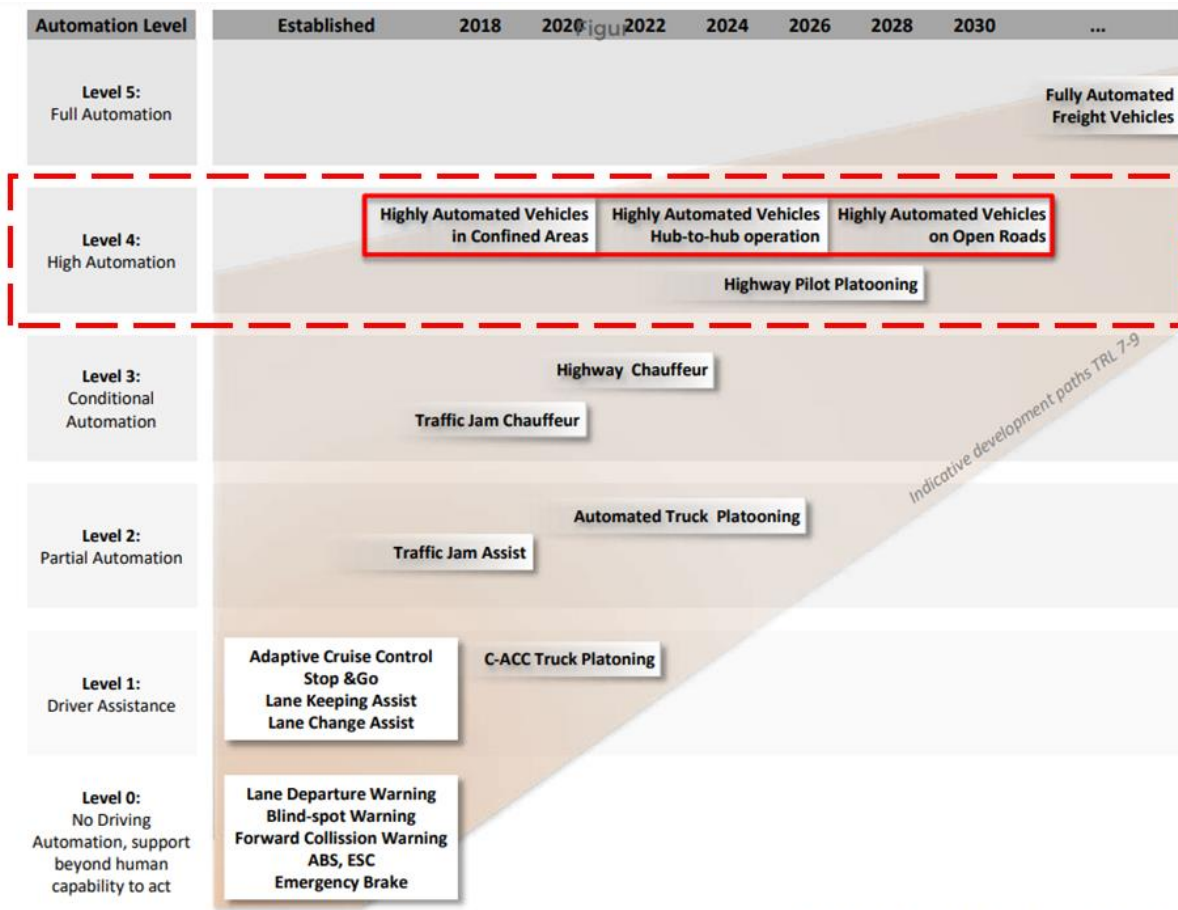 Automation Level Established 2018 2020 Figur 2022 2024 2026 2028 2030 ...
Level 5:
Full Automation
Fully Automated
Freight Vehicles
Level 4:
High Automation
Highly Automated Vehicles
in Confined Areas
Highly Automated Vehicles
Hub-to-hub operation
Highly Automated Vehicles
on Open Roads
Highway Pilot Platooning
Level 3:
Conditional
Automation
Highway Chauffeur
Traffic Jam Chauffeur
Indicative development paths TRL 7-9
Level 2:
Partial Automation
Automated Truck Platooning
Traffic Jam Assist
Level 1:
Driver Assistance
Adaptive Cruise Control
Stop &Go
Lane Keeping Assist
Lane Change Assist
C-ACC Truck Platoning
Level 0:
No Driving
Automation, support
beyond human
capability to act
Lane Departure Warning
Blind-spot Warning
Forward Collission Warning
ABS, ESC
Emergency Brake